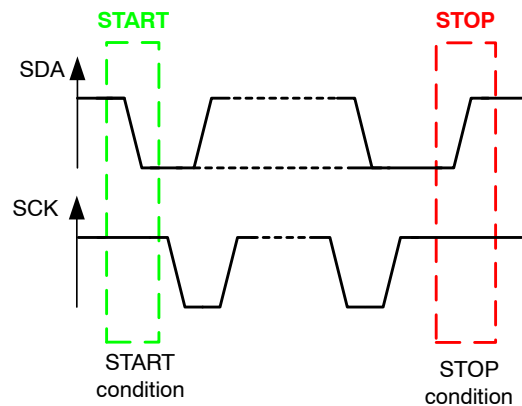 START
STOP
SDA
SCK
START
condition
STOP
condition